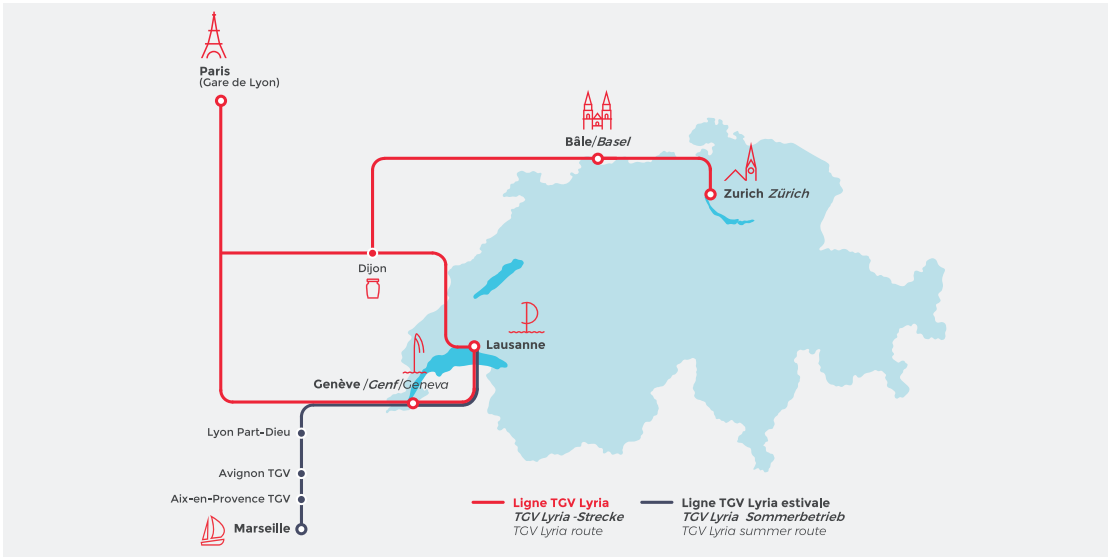 Paris
(Gare de Lyon)
Bâle/Basel
Zurich Zürich
Dijon
Lausanne
Genève /Genf/Geneva
Lyon Part-Dieu
Avignon TGV
Aix-en-Provence TGV
Marseille
Ligne TGV Lyria
TGV Lyria -Strecke
TGV Lyria route
Ligne TGV Lyria estivale
TGV Lyria Sommerbetrieb
TGV Lyria summer route